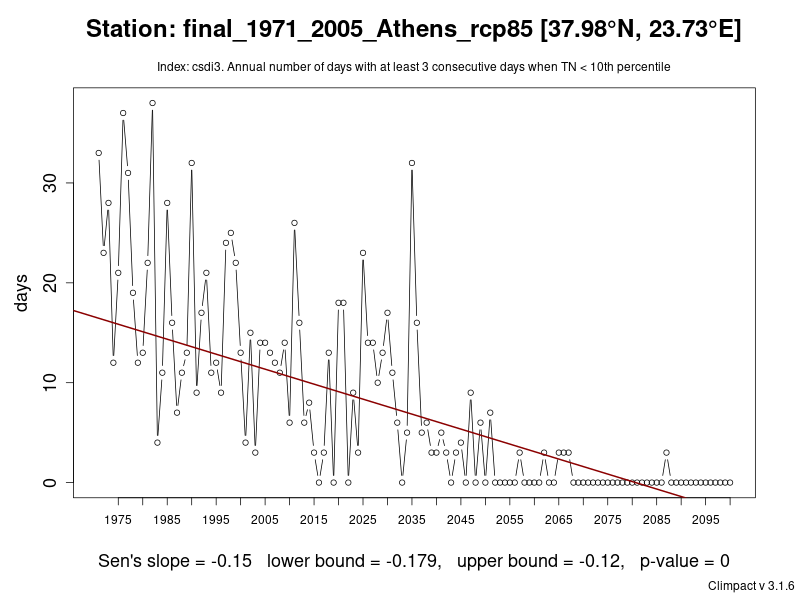 Station: final_1971_2005_Athens_rcp85 [37.98°N, 23.73°E]
Index: csdi3. Annual number of days with at least 3 consecutive days when TN < 10th percentile
days
30
20
10
0
1975 1985 1995 2005 2015 2025 2035 2045 2055 2065 2075 2085 2095
Sen's slope = -0.15 lower bound = -0.179, upper bound = -0.12, p-value = 0
Climpact v 3.1.6